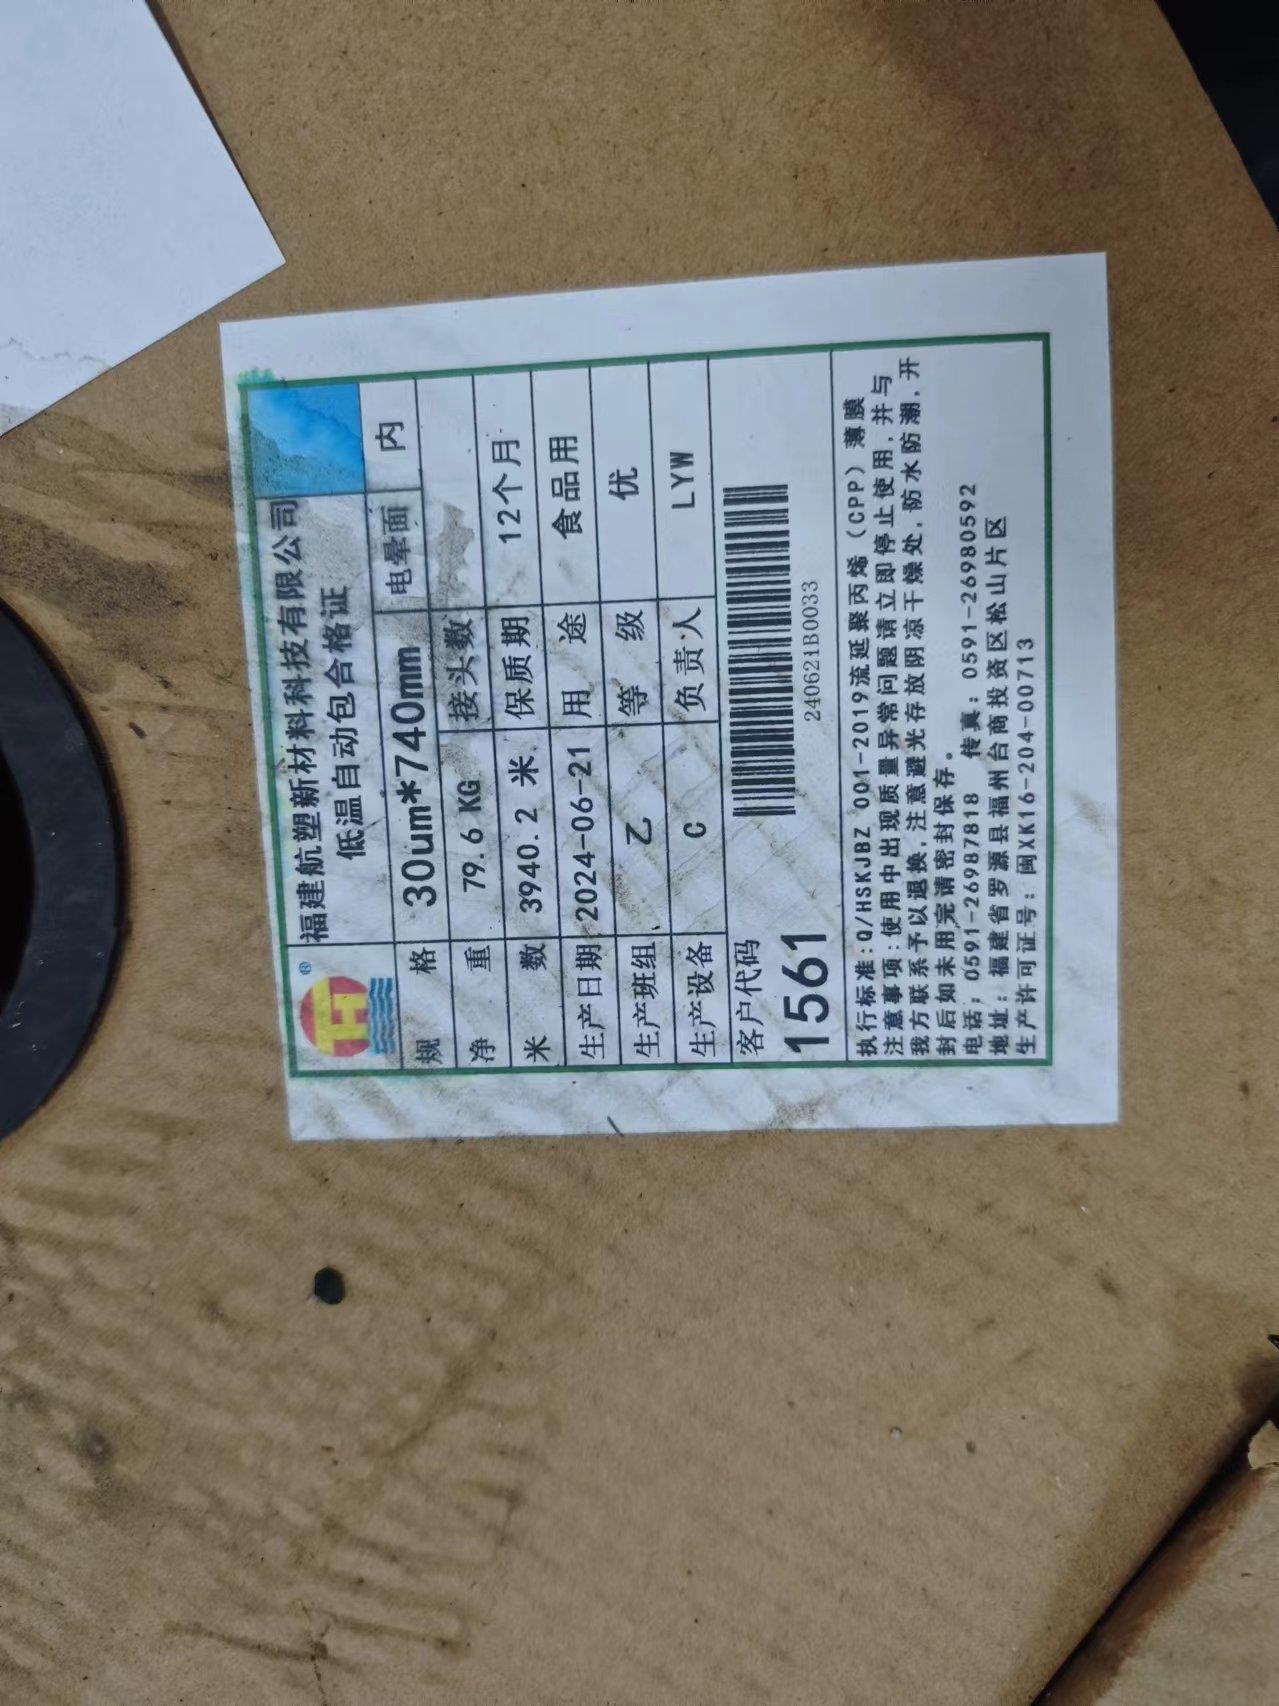 福建航塑新材料科技有限公司
低温自动包合格证
®
TH
规格 30um*740mm 电晕面 内
净重 79.6 KG 接头数
米数 3940.2 米 保质期 12个月
生产日期 2024-06-21 用途 食品用
生产班组 乙 等级 优
生产设备 C 负责人 LYW
客户代码
1561
240621B0033
执行标准:Q/HSKJBZ 001-2019流延聚丙烯(CPP)薄膜
注意事项:使用中出现质量异常问题请立即停止使用,并与
我方联系予以退换,注意避光存放阴凉干燥处,防水防潮,开
封后如未用完请密封保存。
电话:0591-26987818 传真:0591-26980592
地址:福建省罗源县福州台商投资区松山片区
生产许可证号:闽XK16-204-00713